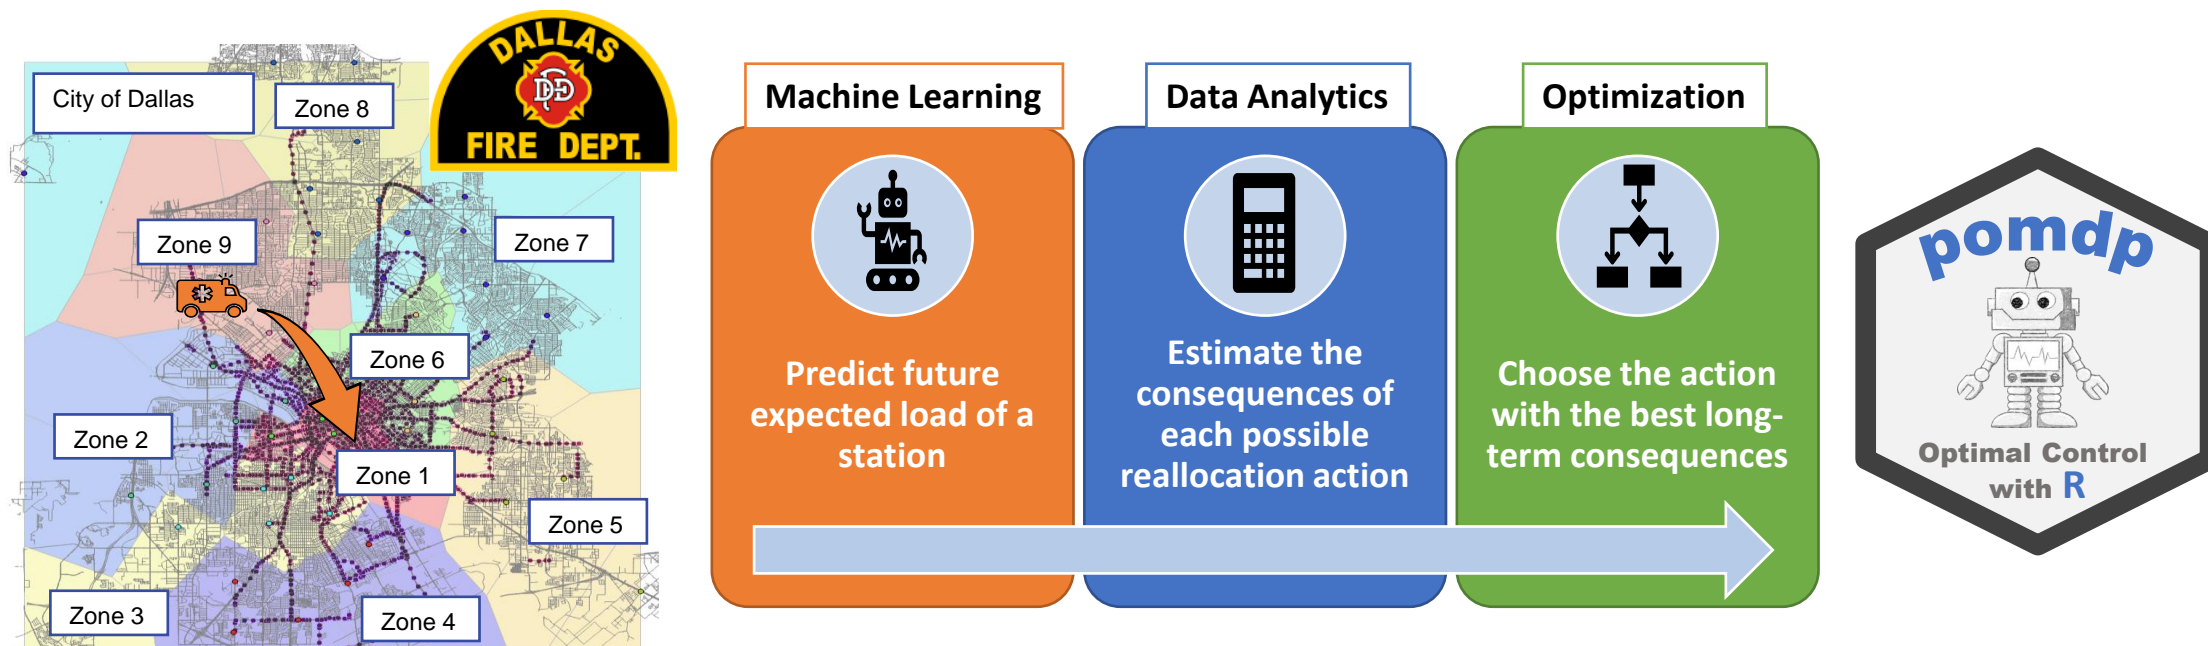 City of Dallas
Zone 8
DALLAS
DFD
FIRE DEPT.
Zone 9
Zone 7
Zone 6
Zone 2
Zone 1
Zone 5
Zone 3
Zone 4
Machine Learning
Predict future
expected load of a
station
Data Analytics
Estimate the
consequences of
each possible
reallocation action
Optimization
Choose the action
with the best long-
term consequences
pomdp
Optimal Control
with R